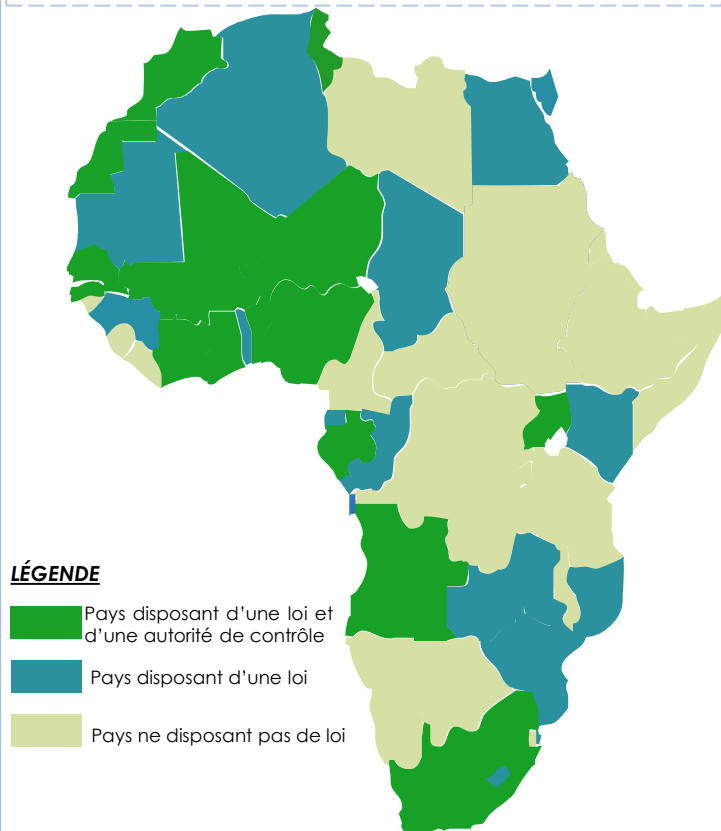 LÉGENDE
Pays disposant d’une loi et
d’une autorité de contrôle
Pays disposant d’une loi
Pays ne disposant pas de loi